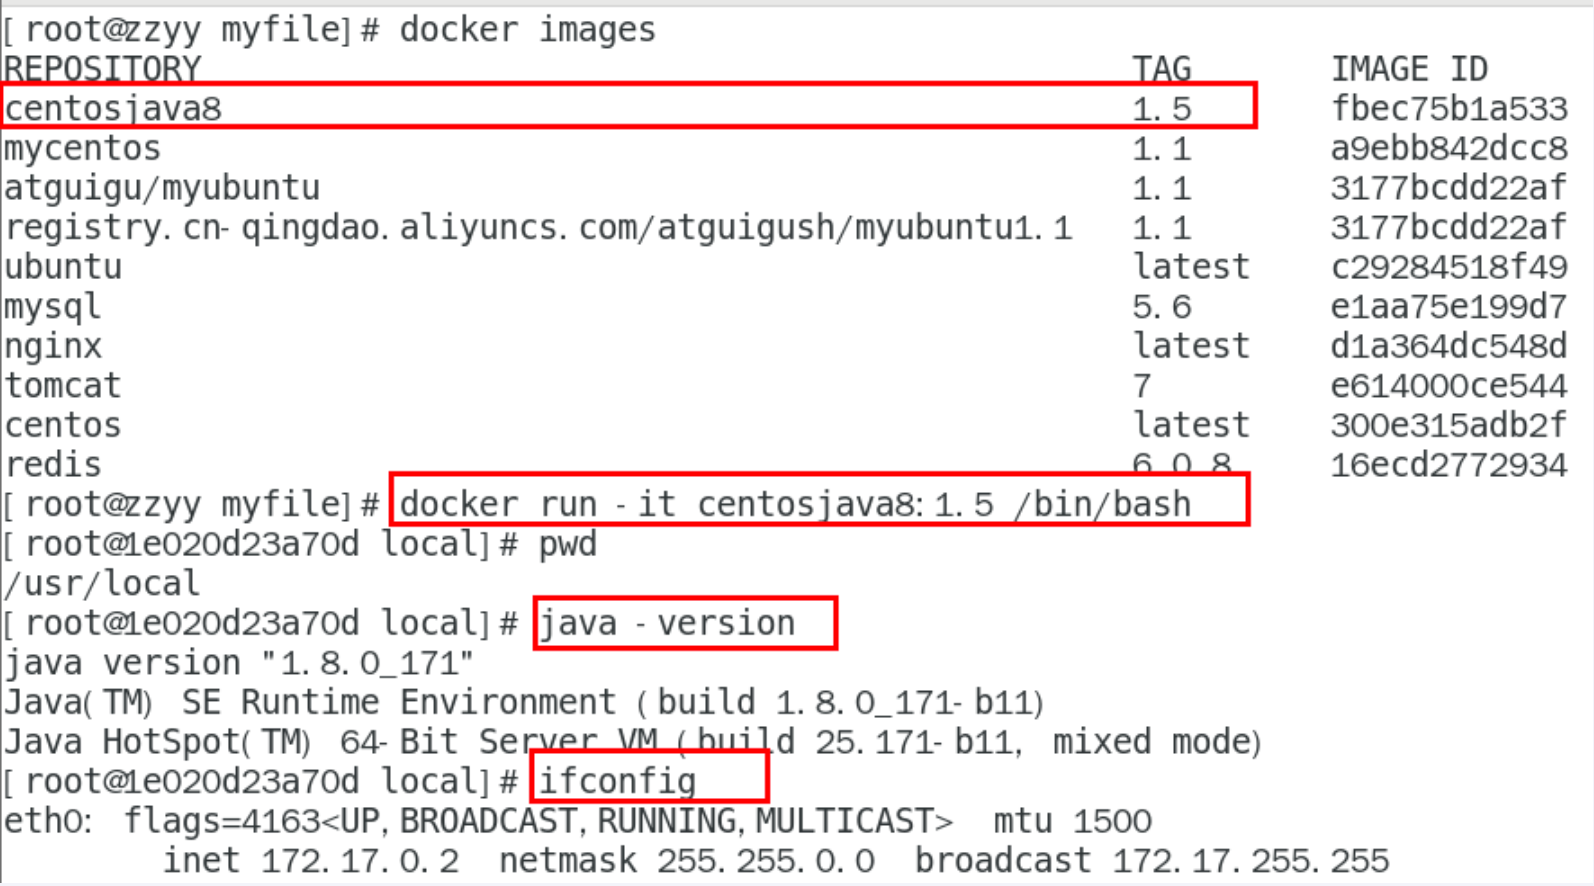 [root@zzyy myfile]# docker images
REPOSITORY TAG IMAGE ID
centosjava8 1.5 fbec75b1a533
mycentos 1.1 a9ebb842dcc8
atguigu/myubuntu 1.1 3177bcdd22af
registry.cn-qingdao.aliyuncs.com/atguigush/myubuntu1.1 1.1 3177bcdd22af
ubuntu latest c29284518f49
mysql 5.6 e1aa75e199d7
nginx latest d1a364dc548d
tomcat 7 e614000ce544
centos latest 300e315adb2f
redis 6.0.8 16ecd2772934
[root@zzyy myfile]# docker run -it centosjava8:1.5 /bin/bash
[root@1e020d23a70d local]# pwd
/usr/local
[root@1e020d23a70d local]# java -version
java version "1.8.0_171"
Java(TM) SE Runtime Environment (build 1.8.0_171-b11)
Java HotSpot(TM) 64-Bit Server VM (build 25.171-b11, mixed mode)
[root@1e020d23a70d local]# ifconfig
eth0: flags=4163<UP,BROADCAST,RUNNING,MULTICAST> mtu 1500
inet 172.17.0.2 netmask 255.255.0.0 broadcast 172.17.255.255